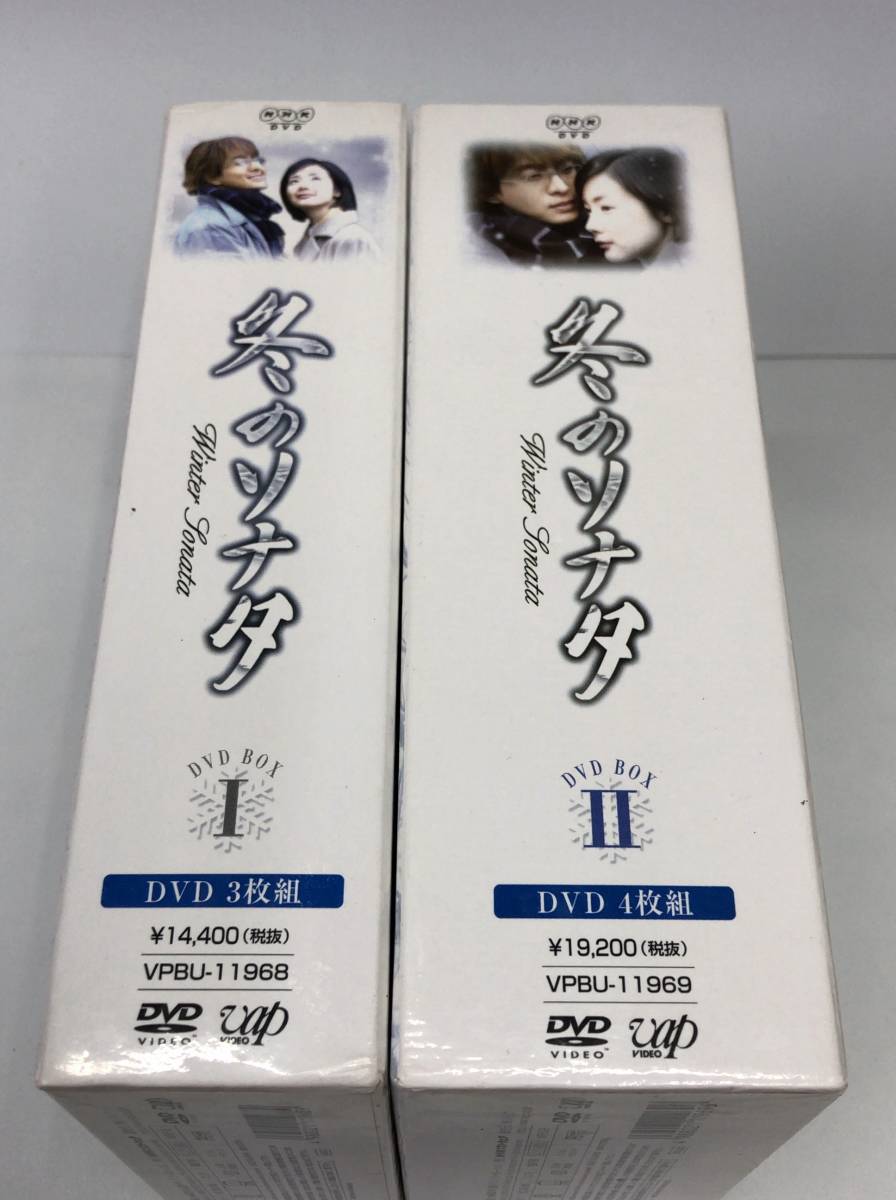 NHK
DVD
冬のソナタ
Winter Sonata
DVD BOX
I
DVD 3枚組
¥14,400(税抜)
VPBU-11968
DVD
VIDEO™
vap
VIDEO
NHK
DVD
冬のソナタ
Winter Sonata
DVD BOX
II
DVD 4枚組
¥19,200(税抜)
VPBU-11969
DVD
VIDEO™
vap
VIDEO